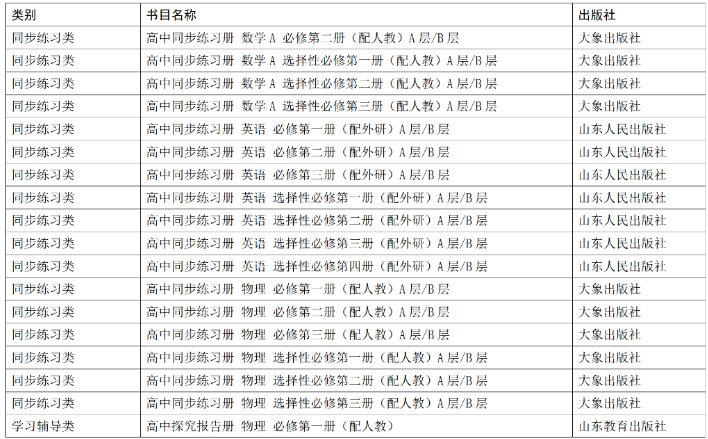 类别 书目名称 出版社
同步练习类 高中同步练习册 数学A 必修第二册（配人教）A层/B层 大象出版社
同步练习类 高中同步练习册 数学A 选择性必修第一册（配人教）A层/B层 大象出版社
同步练习类 高中同步练习册 数学A 选择性必修第二册（配人教）A层/B层 大象出版社
同步练习类 高中同步练习册 数学A 选择性必修第三册（配人教）A层/B层 大象出版社
同步练习类 高中同步练习册 英语 必修第一册（配外研）A层/B层 山东人民出版社
同步练习类 高中同步练习册 英语 必修第二册（配外研）A层/B层 山东人民出版社
同步练习类 高中同步练习册 英语 必修第三册（配外研）A层/B层 山东人民出版社
同步练习类 高中同步练习册 英语 选择性必修第一册（配外研）A层/B层 山东人民出版社
同步练习类 高中同步练习册 英语 选择性必修第二册（配外研）A层/B层 山东人民出版社
同步练习类 高中同步练习册 英语 选择性必修第三册（配外研）A层/B层 山东人民出版社
同步练习类 高中同步练习册 英语 选择性必修第四册（配外研）A层/B层 山东人民出版社
同步练习类 高中同步练习册 物理 必修第一册（配人教）A层/B层 大象出版社
同步练习类 高中同步练习册 物理 必修第二册（配人教）A层/B层 大象出版社
同步练习类 高中同步练习册 物理 必修第三册（配人教）A层/B层 大象出版社
同步练习类 高中同步练习册 物理 选择性必修第一册（配人教）A层/B层 大象出版社
同步练习类 高中同步练习册 物理 选择性必修第二册（配人教）A层/B层 大象出版社
同步练习类 高中同步练习册 物理 选择性必修第三册（配人教）A层/B层 大象出版社
学习辅导类 高中探究报告册 物理 必修第一册（配人教） 山东教育出版社